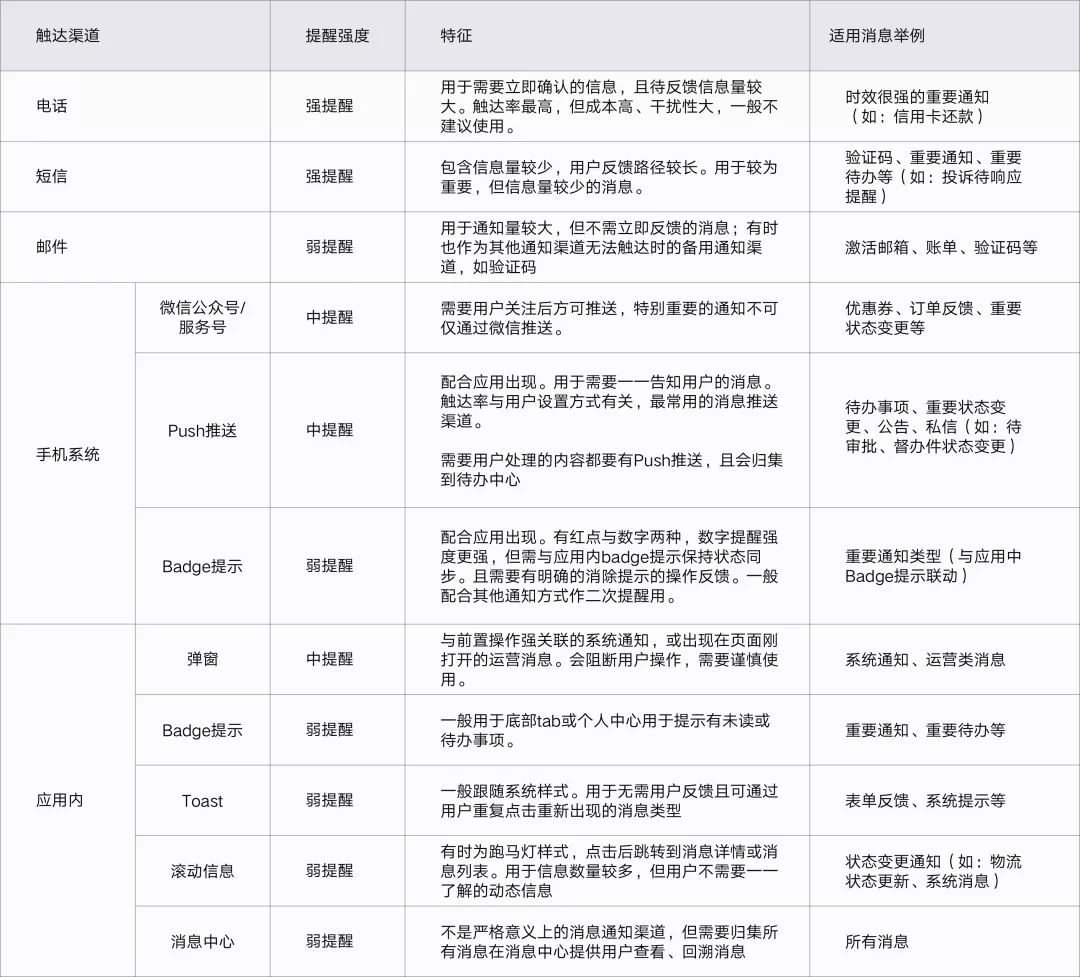 触达渠道
提醒强度
特征
适用消息举例
电话
强提醒
用于需要立即确认的信息，且待反馈信息量较
大。触达率最高，但成本高、干扰性大，一般不
建议使用。
时效很强的重要通知
（如：信用卡还款）
短信
强提醒
包含信息量较少，用户反馈路径较长。用于较为
重要，但信息量较少的消息。
验证码、重要通知、重要
待办等（如：投诉待响应
提醒）
邮件
弱提醒
用于通知量较大，但不需立即反馈的消息；有时
也作为其他通知渠道无法触达时的备用通知渠
道，如验证码
激活邮箱、账单、验证码等
手机系统
微信公众号/
服务号
中提醒
需要用户关注后方可推送，特别重要的通知不可
仅通过微信推送。
优惠券、订单反馈、重要
状态变更等
Push推送
中提醒
配合应用出现。用于需要一一告知用户的消息。
触达率与用户设置方式有关，最常用的消息推送
渠道。
需要用户处理的内容都要有Push推送，且会归集
到待办中心
待办事项、重要状态变
更、公告、私信（如：待
审批、督办件状态变更）
Badge提示
弱提醒
配合应用出现。有红点与数字两种，数字提醒强
度更强，但需与应用内badge提示保持状态同
步。且需要有明确的消除提示的操作反馈。一般
配合其他通知方式作二次提醒用。
重要通知类型（与应用中
Badge提示联动）
应用内
弹窗
中提醒
与前置操作强关联的系统通知，或出现在页面刚
打开的运营消息。会阻断用户操作，需要谨慎使
用。
系统通知、运营类消息
Badge提示
弱提醒
一般用于底部tab或个人中心用于提示有未读或
待办事项。
重要通知、重要待办等
Toast
弱提醒
一般跟随系统样式。用于无需用户反馈且可通过
用户重复点击重新出现的消息类型
表单反馈、系统提示等
滚动信息
弱提醒
有时为跑马灯样式，点击后跳转到消息详情或消
息列表。用于信息数量较多，但用户不需要一一
了解的动态信息
状态变更通知（如：物流
状态更新、系统消息）
消息中心
弱提醒
不是严格意义上的消息通知渠道，但需要归集所
有消息在消息中心提供用户查看、回溯消息
所有消息